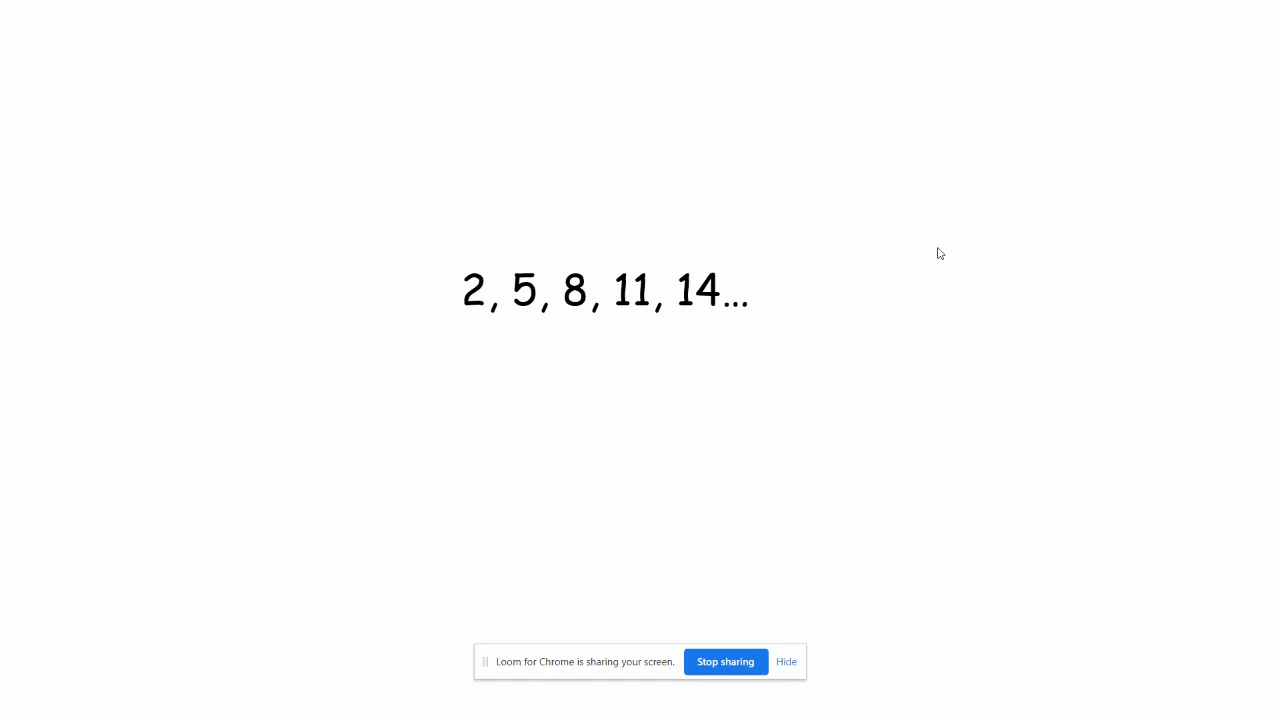 2, 5, 8, 11, 14...
Loom for Chrome is sharing your screen. Stop sharing Hide